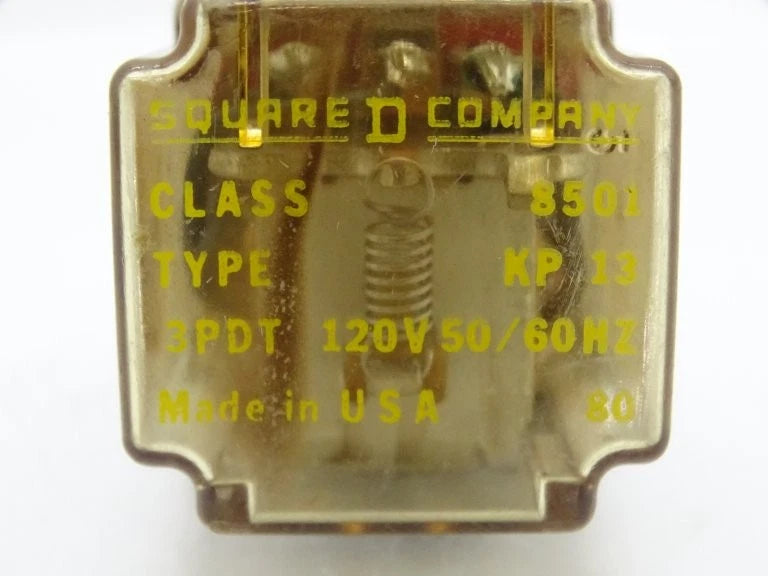 SQUARE D COMPANY
CLASS 8501
TYPE KP 13
3PDT 120V 50/60HZ
Made in USA 80